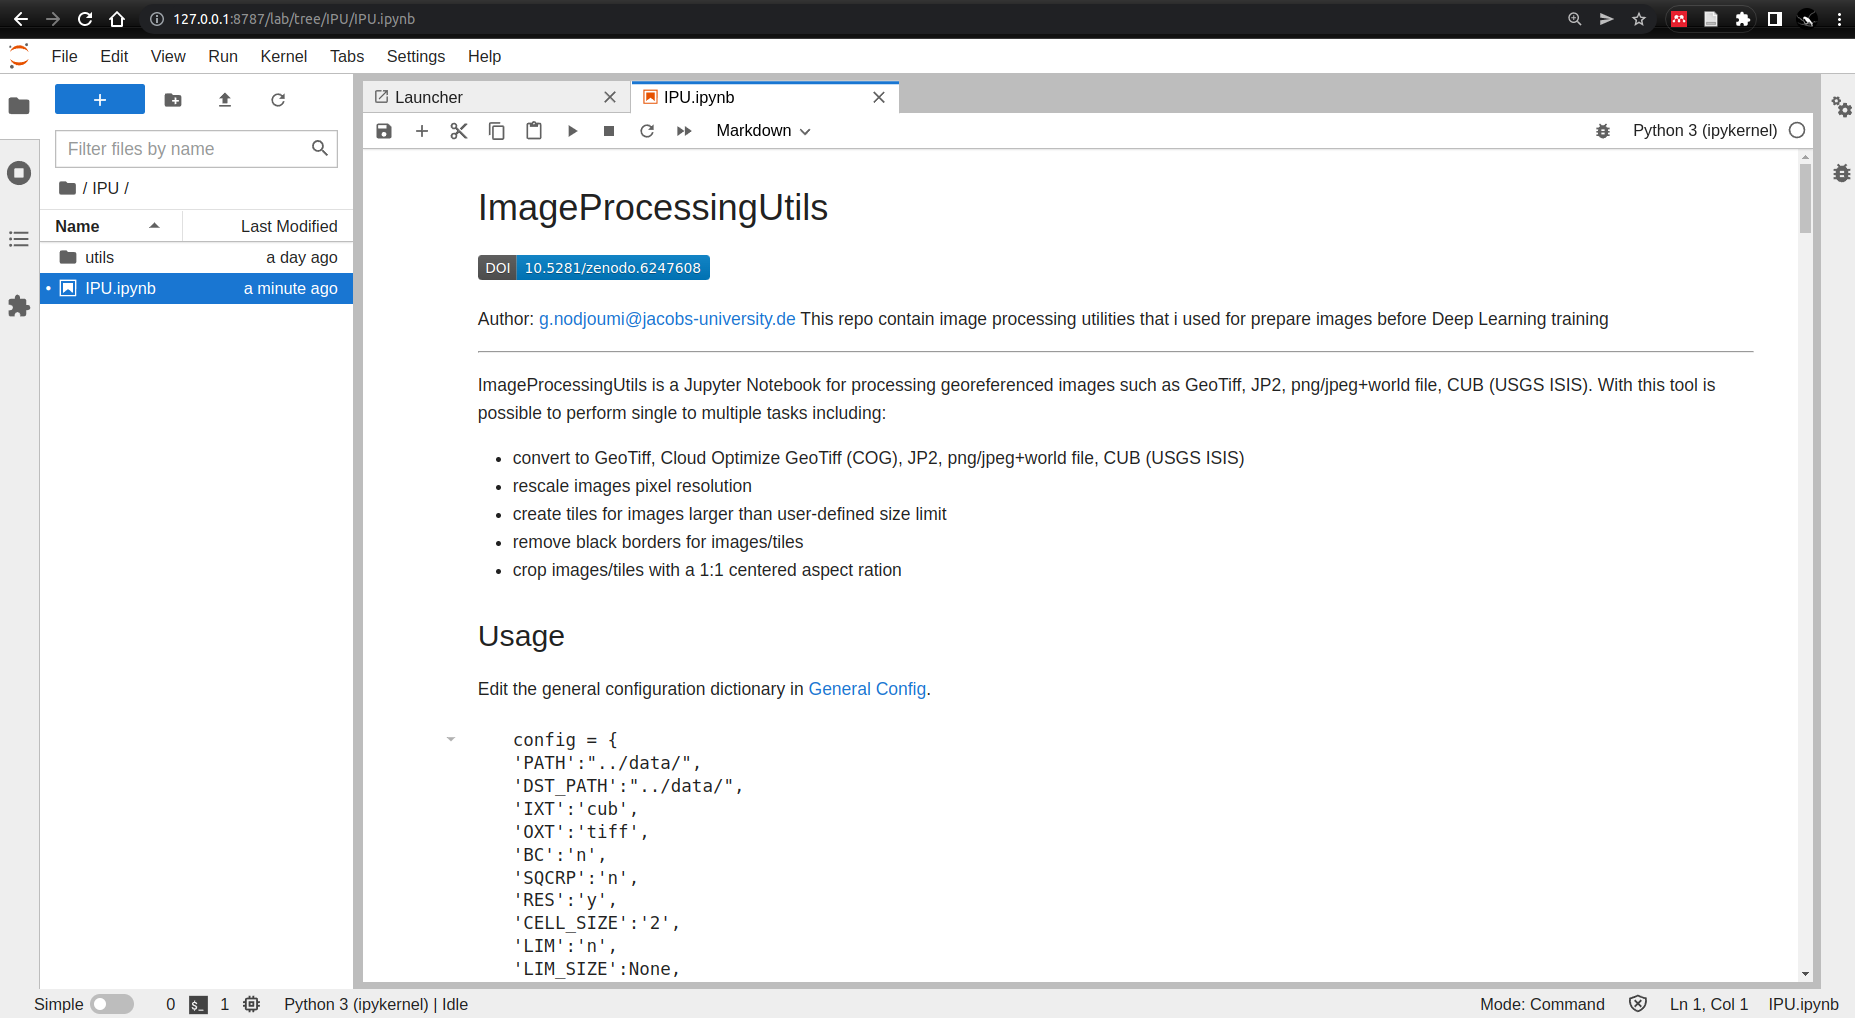 127.0.0.1:8787/lab/tree/IPU/IPU.ipynb
File Edit View Run Kernel Tabs Settings Help
Launcher
IPU.ipynb
Filter files by name
/ IPU /
Name Last Modified
utils a day ago
IPU.ipynb a minute ago
Markdown
Python 3 (ipykernel)
ImageProcessingUtils
DOI 10.5281/zenodo.6247608
Author: g.nodjoumi@jacobs-university.de This repo contain image processing utilities that i used for prepare images before Deep Learning training
ImageProcessingUtils is a Jupyter Notebook for processing georeferenced images such as GeoTiff, JP2, png/jpeg+world file, CUB (USGS ISIS). With this tool is
possible to perform single to multiple tasks including:
• convert to GeoTiff, Cloud Optimize GeoTiff (COG), JP2, png/jpeg+world file, CUB (USGS ISIS)
• rescale images pixel resolution
• create tiles for images larger than user-defined size limit
• remove black borders for images/tiles
• crop images/tiles with a 1:1 centered aspect ration
Usage
Edit the general configuration dictionary in General Config.
config = {
'PATH':"../data/",
'DST_PATH':"../data/",
'IXT':'cub',
'OXT':'tiff',
'BC':'n',
'SQCRP':'n',
'RES':'y',
'CELL_SIZE':'2',
'LIM':'n',
'LIM_SIZE':None,
Simple 0 $_ 1 Python 3 (ipykernel) | Idle
Mode: Command Ln 1, Col 1 IPU.ipynb